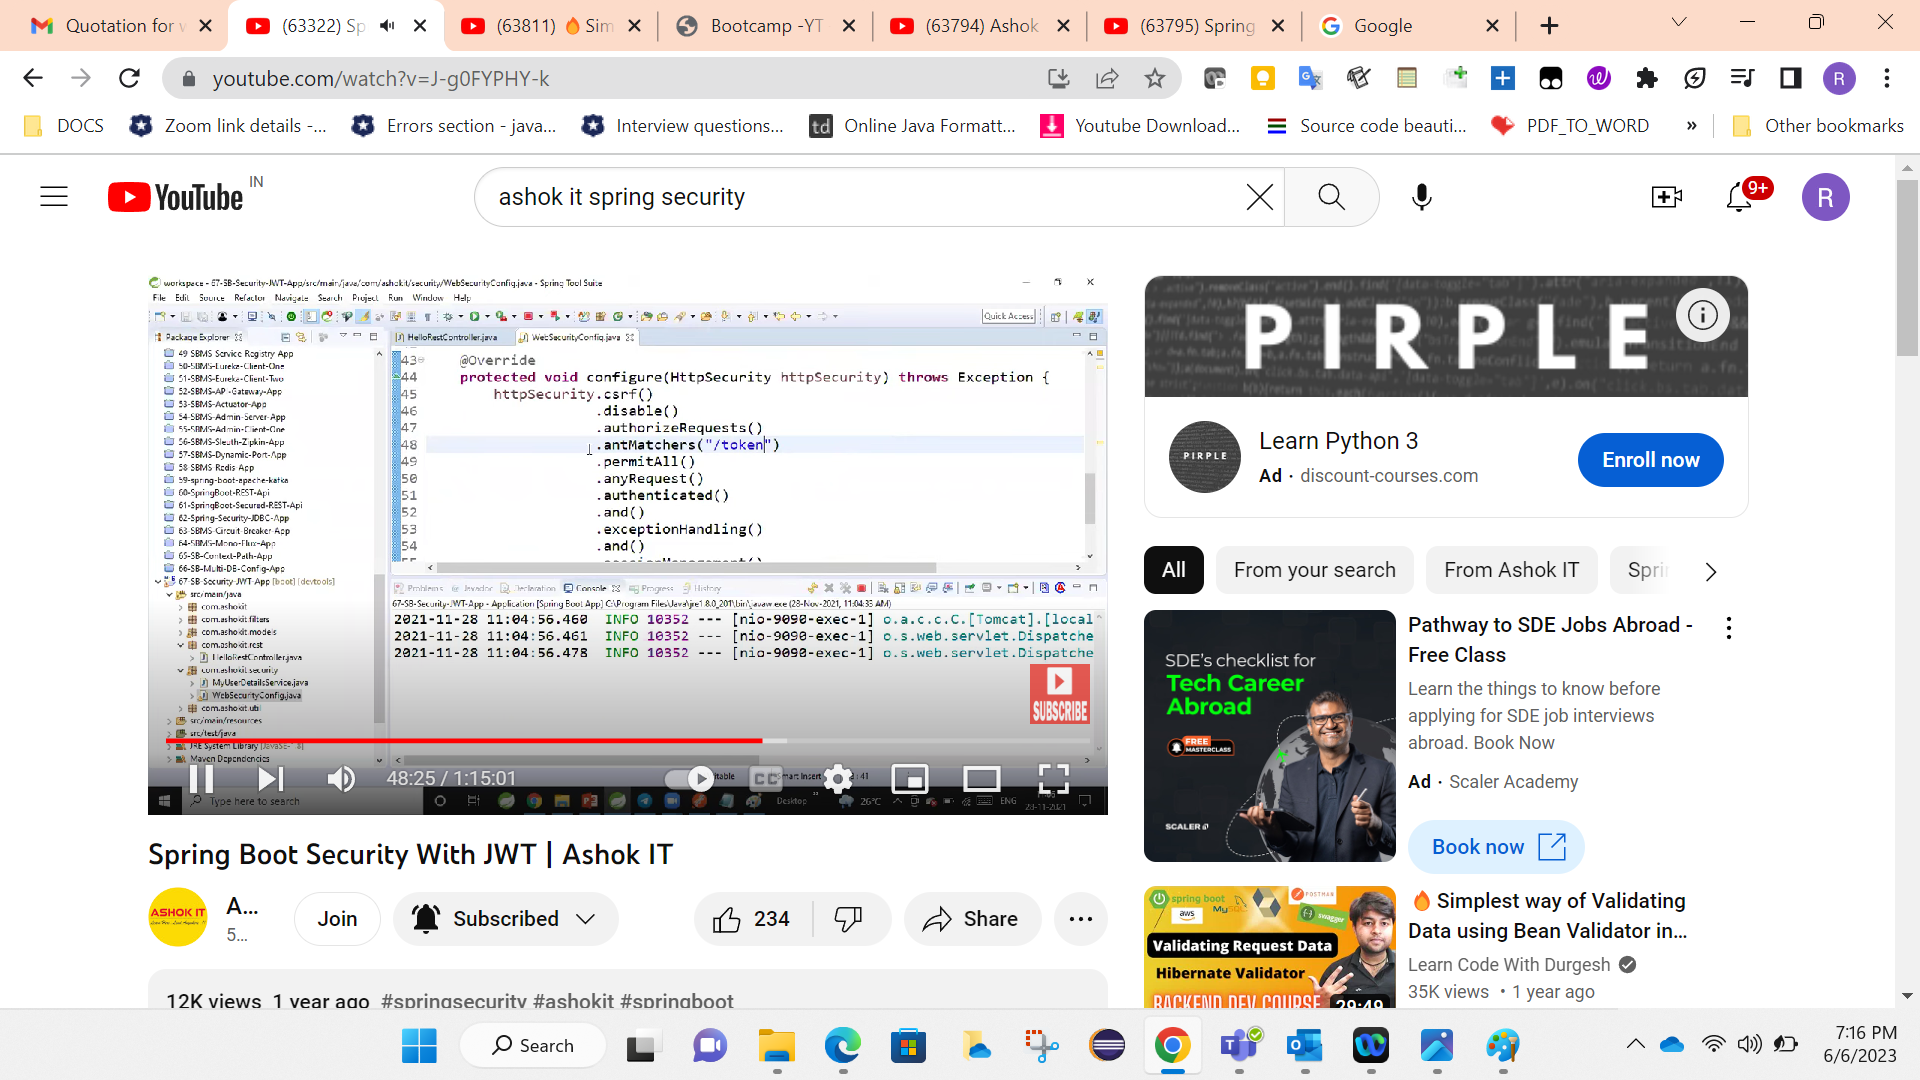 Quotation for
(63322) Sp
(63811) 🔥 Sim
Bootcamp -YT
(63794) Ashok
(63795) Spring
Google
youtube.com/watch?v=J-g0FYPHY-k
R
DOCS
Zoom link details -...
Errors section - java...
Interview questions...
td
Online Java Formatt...
Youtube Download...
Source code beauti...
PDF_TO_WORD
»
Other bookmarks
YouTube IN
ashok it spring security
9+
R
workspace - 67-SB-Security-JWT-App/src/main/java/com/ashokit/security/WebSecurityConfig.java - Spring Tool Suite
File Edit Source Refactor Navigate Search Project Run Window Help
Quick Access
Package Explorer
HelloRestController.java
WebSecurityConfig.java
49-SBMS-Service-Registry-App
50-SBMS-Eureka-Client-One
51-SBMS-Eureka-Client-Two
52-SBMS-API-Gateway-App
53-SBMS-Actuator-App
54-SBMS-Admin-Server-App
55-SBMS-Admin-Client-One
56-SBMS-Sleuth-Zipkin-App
57-SBMS-Dynamic-Port-App
58-SBMS-Redis-App
59-spring-boot-apache-kafka
60-SpringBoot-REST-Api
61-SpringBoot-Secured-REST-Api
62-Spring-Security-JDBC-App
63-SBMS-Circuit-Breaker-App
64-SBMS-Mono-Flux-App
65-SB-Context-Path-App
66-SB-Multi-DB-Config-App
67-SB-Security-JWT-App [boot] [devtools]
src/main/java
com.ashokit
com.ashokit.filters
com.ashokit.models
com.ashokit.rest
HelloRestController.java
com.ashokit.security
MyUserDetailsService.java
WebSecurityConfig.java
com.ashokit.util
src/main/resources
src/test/java
JRE System Library
Maven Dependencies
43 @Override
44 protected void configure(HttpSecurity httpSecurity) throws Exception {
45 httpSecurity.csrf()
46 .disable()
47 .authorizeRequests()
48 .antMatchers("/token")
49 .permitAll()
50 .anyRequest()
51 .authenticated()
52 .and()
53 .exceptionHandling()
54 .and()
Problems Javadoc Declaration Console Progress History
67-SB-Security-JWT-App - Application [Spring Boot App] C:\Program Files\Java\jre1.8.0_201\bin\javaw.exe (28-Nov-2021, 11:04:33 AM)
2021-11-28 11:04:56.460 INFO 10352 --- [nio-9090-exec-1] o.a.c.c.C.[Tomcat].[local
2021-11-28 11:04:56.461 INFO 10352 --- [nio-9090-exec-1] o.s.web.servlet.Dispatche
2021-11-28 11:04:56.478 INFO 10352 --- [nio-9090-exec-1] o.s.web.servlet.Dispatche
SUBSCRIBE
48:25 / 1:15:01
CC
Smart Insert
Type here to search
Desktop
26°C
ENG
28-11-2021
Spring Boot Security With JWT | Ashok IT
ASHOK IT
A...
5...
Join
Subscribed
234
Share
12K views 1 year ago #springsecurity #ashokit #springboot
PIRPLE
PIRPLE
Learn Python 3
Ad · discount-courses.com
Enroll now
All
From your search
From Ashok IT
Spri
SDE's checklist for
Tech Career
Abroad
FREE
MASTERCLASS
SCALER
Pathway to SDE Jobs Abroad -
Free Class
Learn the things to know before
applying for SDE job interviews
abroad. Book Now
Ad · Scaler Academy
Book now
spring boot
POSTMAN
aws
MySQL
swagger
Validating Request Data
Hibernate Validator
BACKEND DEV COURSE
29:49
🔥 Simplest way of Validating
Data using Bean Validator in...
Learn Code With Durgesh
35K views • 1 year ago
Search
7:16 PM
6/6/2023